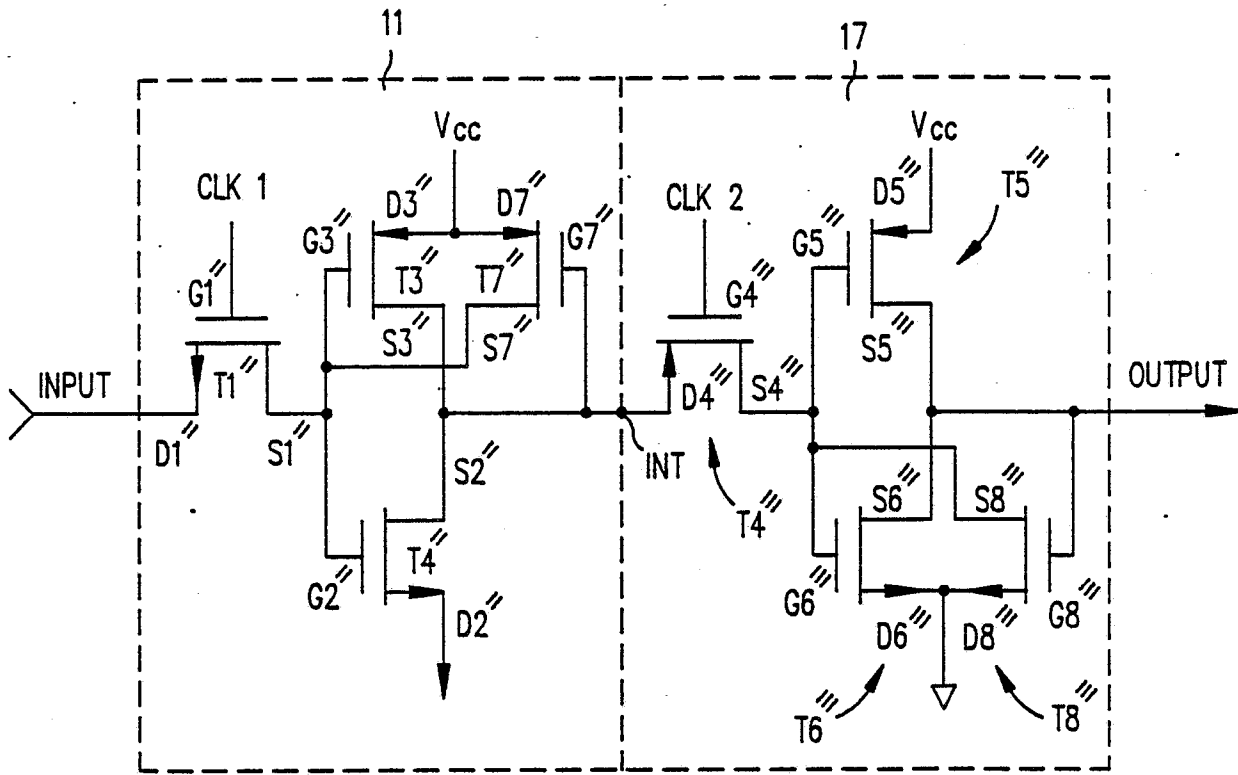 11
17
Vcc
Vcc
CLK 1
D3″
D7″
CLK 2
D5‴
T5‴
G3″
G7″
G5‴
G1″
T3″
T7″
G4‴
S3″
S7″
S5‴
INPUT
T1″
D4‴
S4‴
OUTPUT
D1″
S1″
S2″
INT
T4‴
S6‴
S8‴
T4″
G2″
D2″
G6‴
G8‴
D6‴
D8‴
T6‴
T8‴